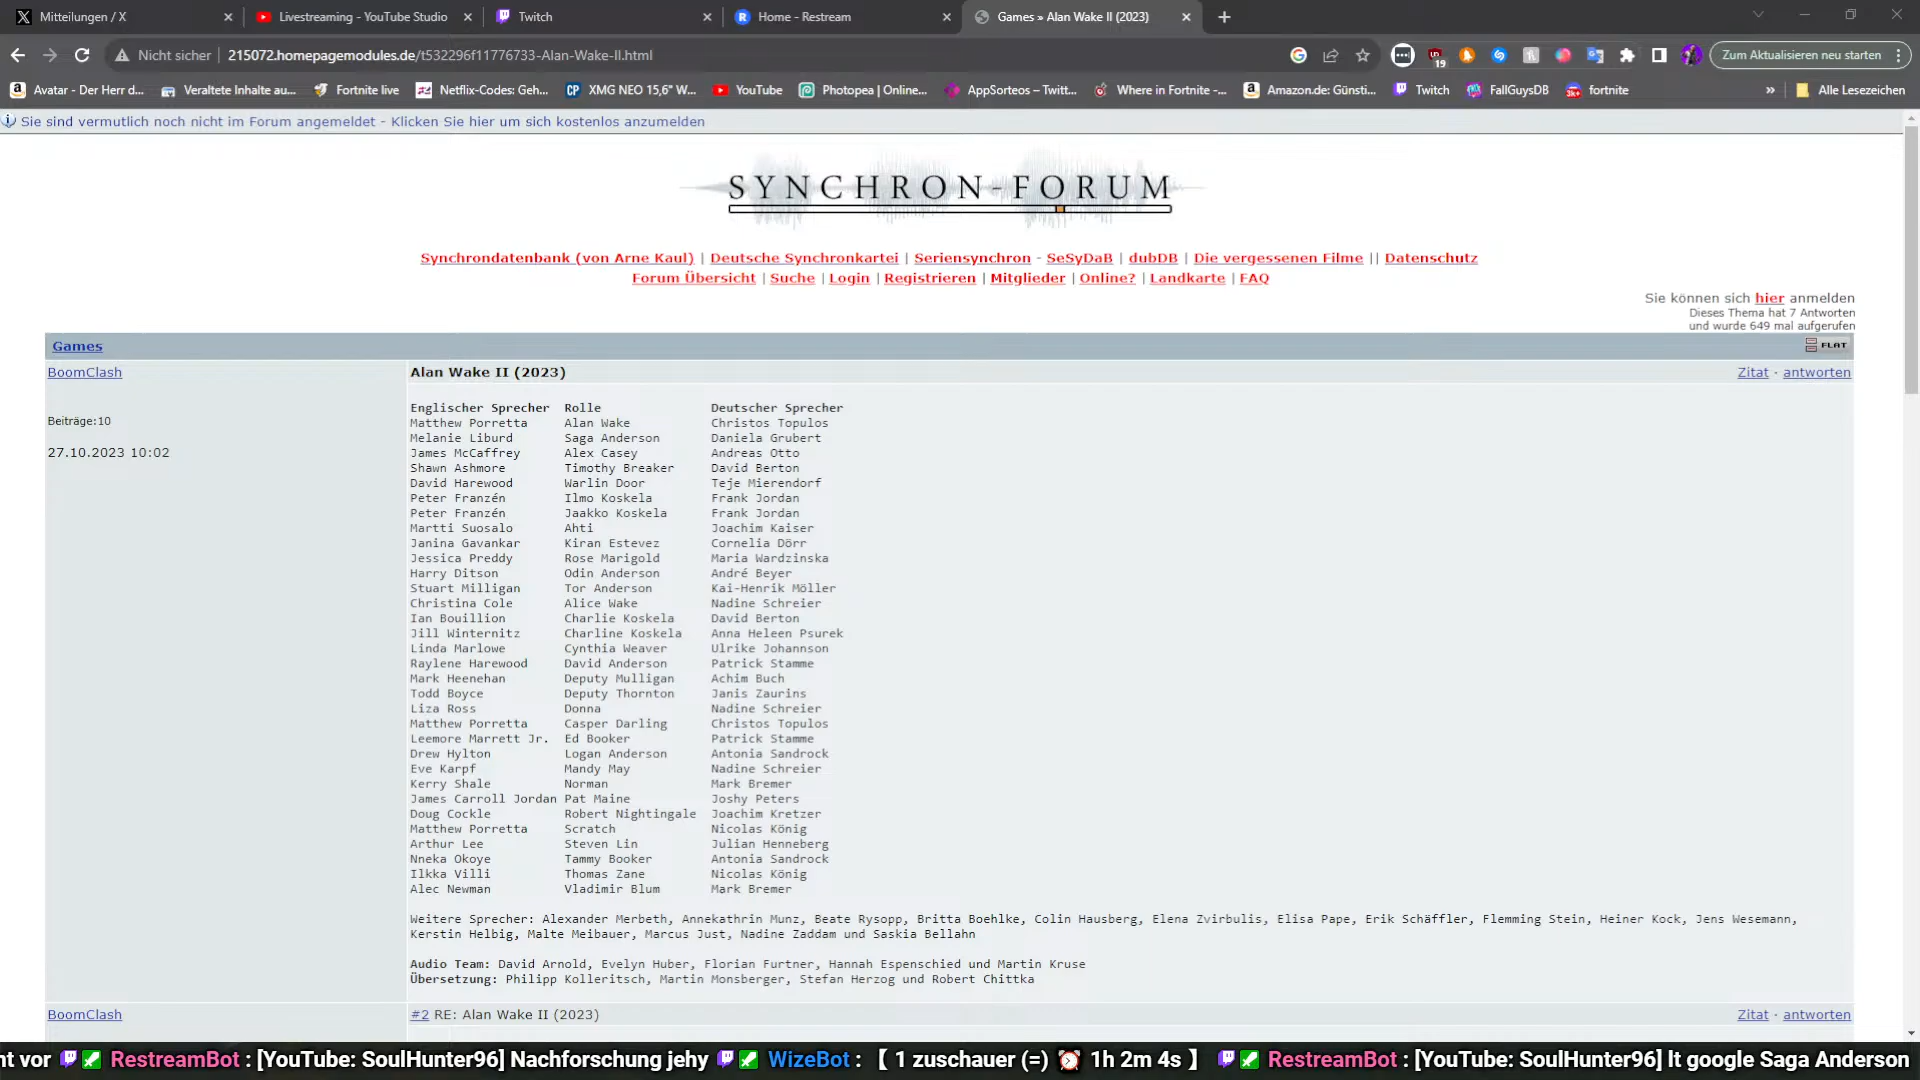 Mitteilungen / X
Livestreaming - YouTube Studio
Twitch
Home - Restream
Games » Alan Wake II (2023)
Nicht sicher
215072.homepagemodules.de/t532296f11776733-Alan-Wake-II.html
19
Zum Aktualisieren neu starten
Avatar - Der Herr d...
Veraltete Inhalte au...
Fortnite live
Netflix-Codes: Geh...
XMG NEO 15,6" W...
YouTube
Photopea | Online...
AppSorteos – Twitt...
Where in Fortnite -...
Amazon.de: Günsti...
Twitch
FallGuysDB
fortnite
»
Alle Lesezeichen
Sie sind vermutlich noch nicht im Forum angemeldet - Klicken Sie hier um sich kostenlos anzumelden
SYNCHRON-FORUM
Synchrondatenbank (von Arne Kaul) | Deutsche Synchronkartei | Seriensynchron - SeSyDaB | dubDB | Die vergessenen Filme || Datenschutz
Forum Übersicht | Suche | Login | Registrieren | Mitglieder | Online? | Landkarte | FAQ
Sie können sich hier anmelden
Dieses Thema hat 7 Antworten
und wurde 649 mal aufgerufen
Games
FLAT
BoomClash
Alan Wake II (2023)
Zitat · antworten
Beiträge:10
27.10.2023 10:02
Englischer Sprecher Rolle Deutscher Sprecher
Matthew Porretta Alan Wake Christos Topulos
Melanie Liburd Saga Anderson Daniela Grubert
James McCaffrey Alex Casey Andreas Otto
Shawn Ashmore Timothy Breaker David Berton
David Harewood Warlin Door Teje Mierendorf
Peter Franzén Ilmo Koskela Frank Jordan
Peter Franzén Jaakko Koskela Frank Jordan
Martti Suosalo Ahti Joachim Kaiser
Janina Gavankar Kiran Estevez Cornelia Dörr
Jessica Preddy Rose Marigold Maria Wardzinska
Harry Ditson Odin Anderson André Beyer
Stuart Milligan Tor Anderson Kai-Henrik Möller
Christina Cole Alice Wake Nadine Schreier
Ian Bouillion Charlie Koskela David Berton
Jill Winternitz Charline Koskela Anna Heleen Psurek
Linda Marlowe Cynthia Weaver Ulrike Johannson
Raylene Harewood David Anderson Patrick Stamme
Mark Heenehan Deputy Mulligan Achim Buch
Todd Boyce Deputy Thornton Janis Zaurins
Liza Ross Donna Nadine Schreier
Matthew Porretta Casper Darling Christos Topulos
Leemore Marrett Jr. Ed Booker Patrick Stamme
Drew Hylton Logan Anderson Antonia Sandrock
Eve Karpf Mandy May Nadine Schreier
Kerry Shale Norman Mark Bremer
James Carroll Jordan Pat Maine Joshy Peters
Doug Cockle Robert Nightingale Joachim Kretzer
Matthew Porretta Scratch Nicolas König
Arthur Lee Steven Lin Julian Henneberg
Nneka Okoye Tammy Booker Antonia Sandrock
Ilkka Villi Thomas Zane Nicolas König
Alec Newman Vladimir Blum Mark Bremer
Weitere Sprecher: Alexander Merbeth, Annekathrin Munz, Beate Rysopp, Britta Boehlke, Colin Hausberg, Elena Zvirbulis, Elisa Pape, Erik Schäffler, Flemming Stein, Heiner Kock, Jens Wesemann,
Kerstin Helbig, Malte Meibauer, Marcus Just, Nadine Zaddam und Saskia Bellahn
Audio Team: David Arnold, Evelyn Huber, Florian Furtner, Hannah Espenschied und Martin Kruse
Übersetzung: Philipp Kolleritsch, Martin Monsberger, Stefan Herzog und Robert Chittka
BoomClash
#2 RE: Alan Wake II (2023)
Zitat · antworten
nt vor RestreamBot : [YouTube: SoulHunter96] Nachforschung jehy WizeBot : 【 1 zuschauer (=) ⏰ 1h 2m 4s 】 RestreamBot : [YouTube: SoulHunter96] lt google Saga Anderson